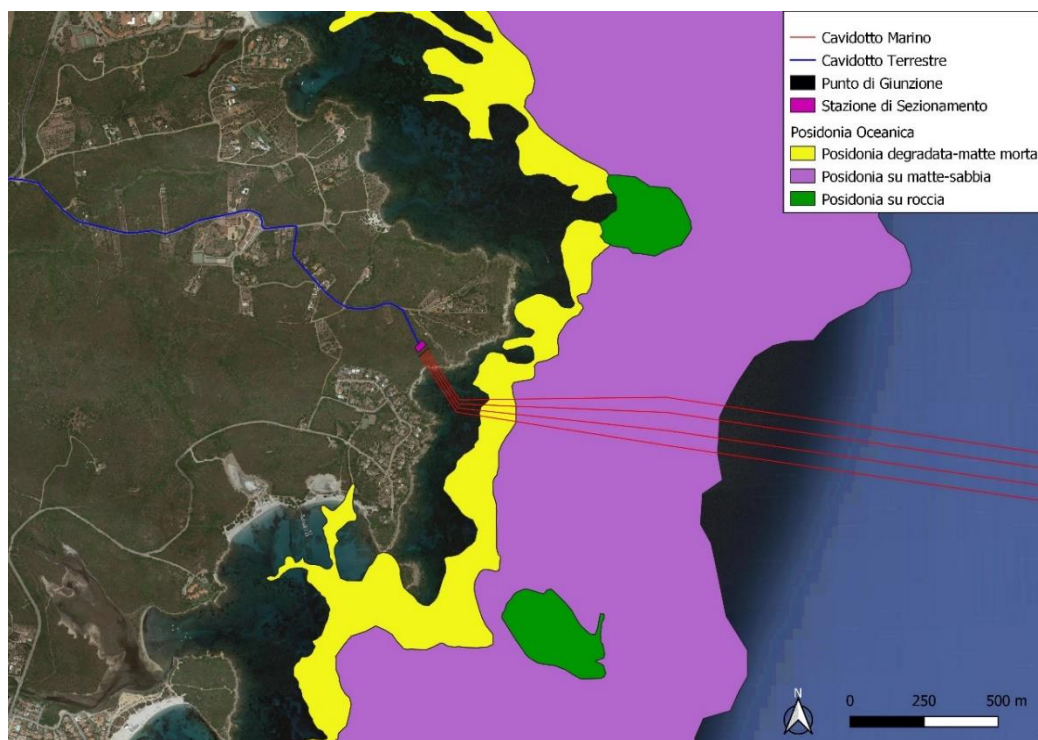 Cavidotto Marino
Cavidotto Terrestre
Punto di Giunzione
Stazione di Sezionamento
Posidonia Oceanica
Posidonia degradata-matte morta
Posidonia su matte-sabbia
Posidonia su roccia
N
0 250 500 m